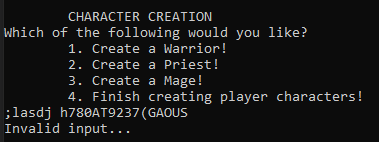 CHARACTER CREATION
Which of the following would you like?
1. Create a Warrior!
2. Create a Priest!
3. Create a Mage!
4. Finish creating player characters!
;lasdj h780AT9237(GAOUS
Invalid input...